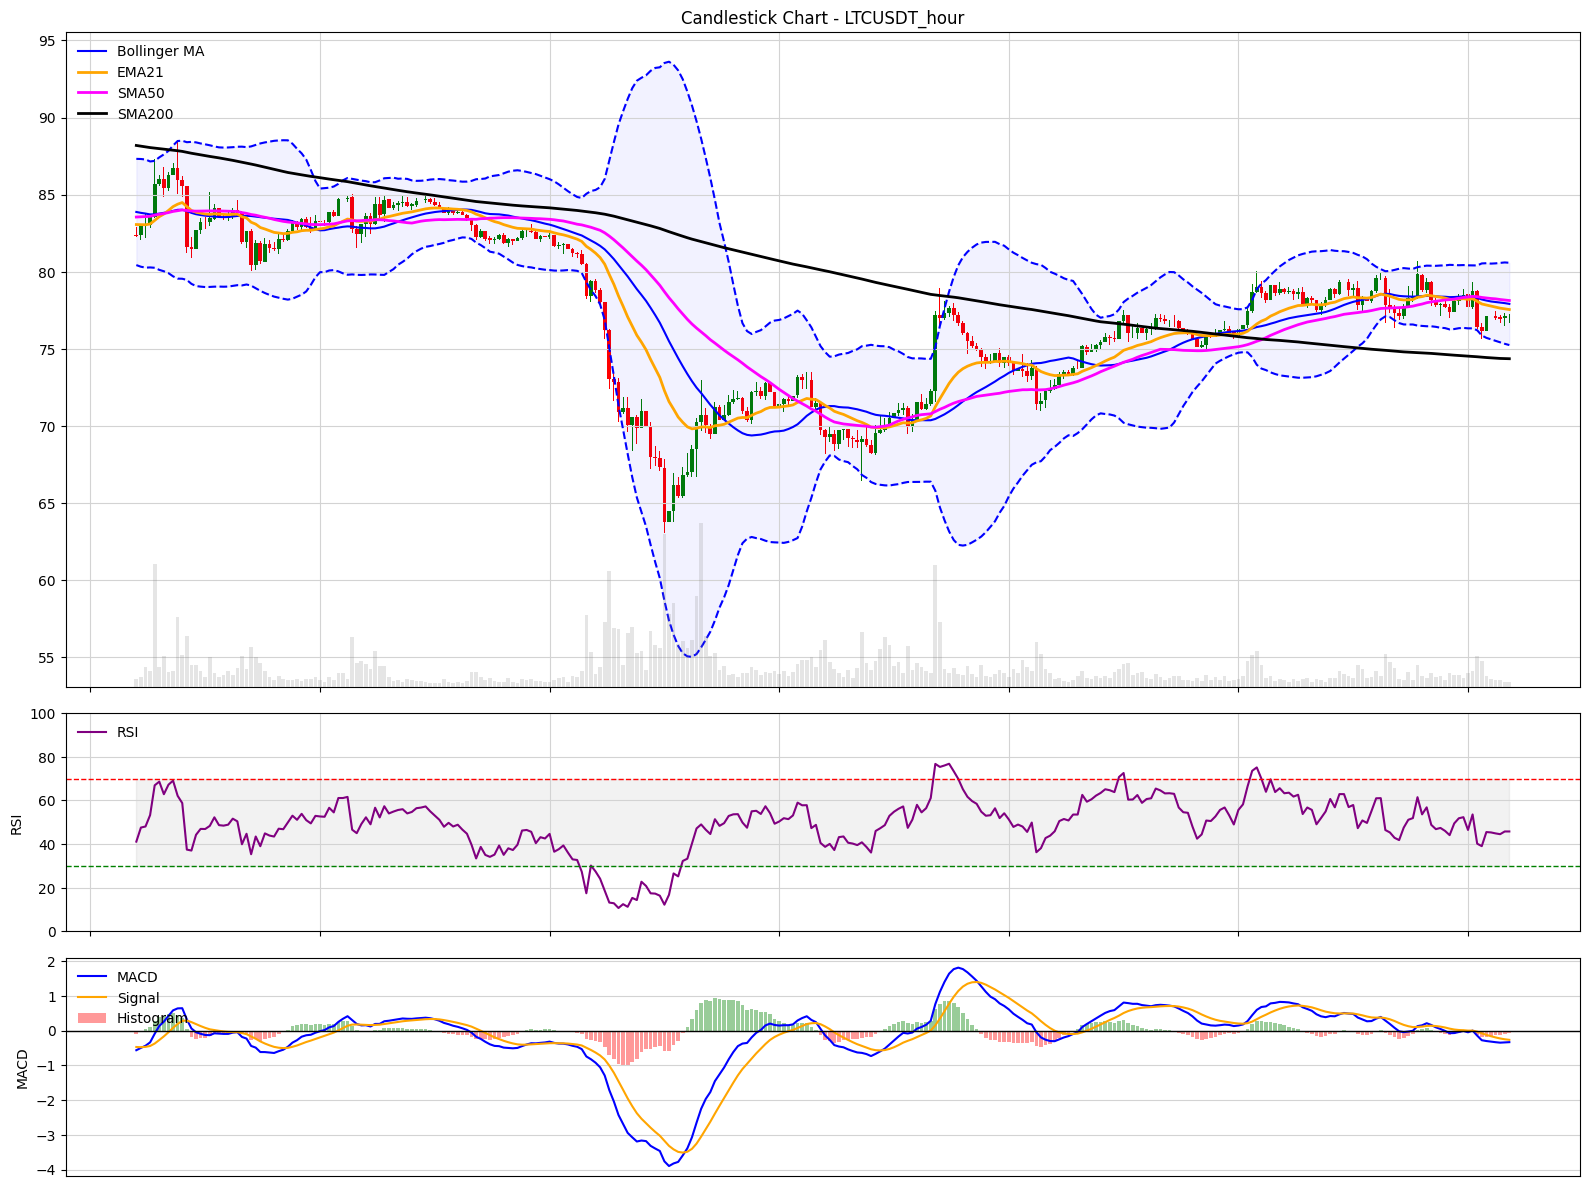 Candlestick Chart - LTCUSDT_hour
95
90
85
80
75
70
65
60
55
Bollinger MA
EMA21
SMA50
SMA200
100
80
60
40
20
0
RSI
RSI
2
1
0
−1
−2
−3
−4
MACD
MACD
Signal
Histogram